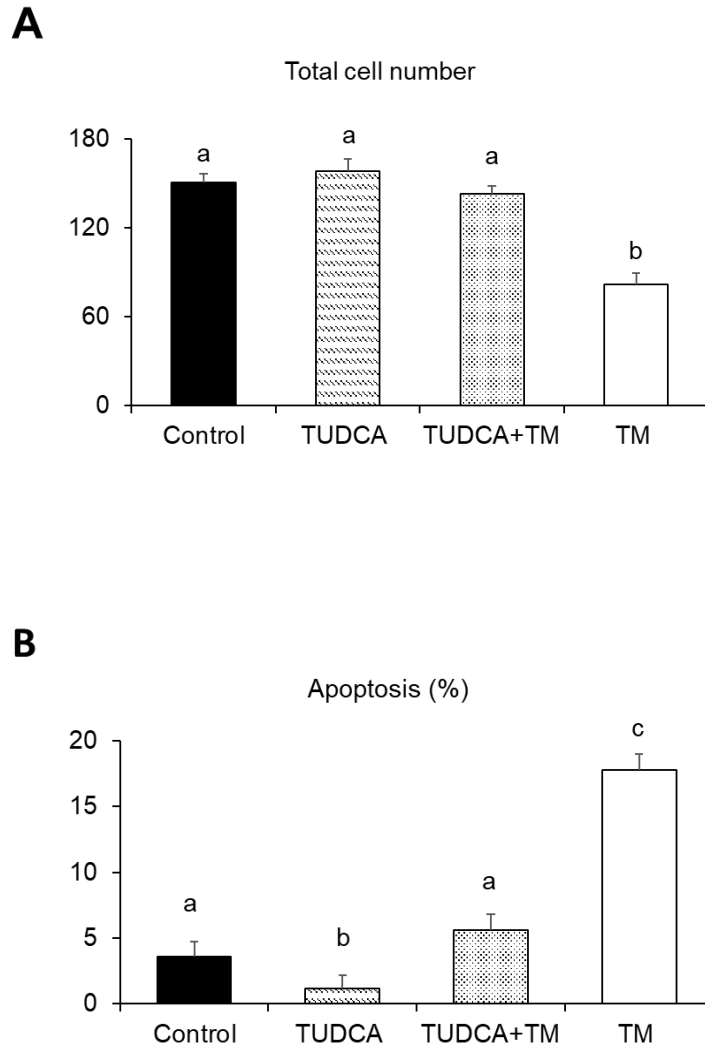 A
Total cell number
180
120
60
0
a
a
a
b
Control TUDCA TUDCA+TM TM
B
Apoptosis (%)
20
15
10
5
0
a
b
a
c
Control TUDCA TUDCA+TM TM